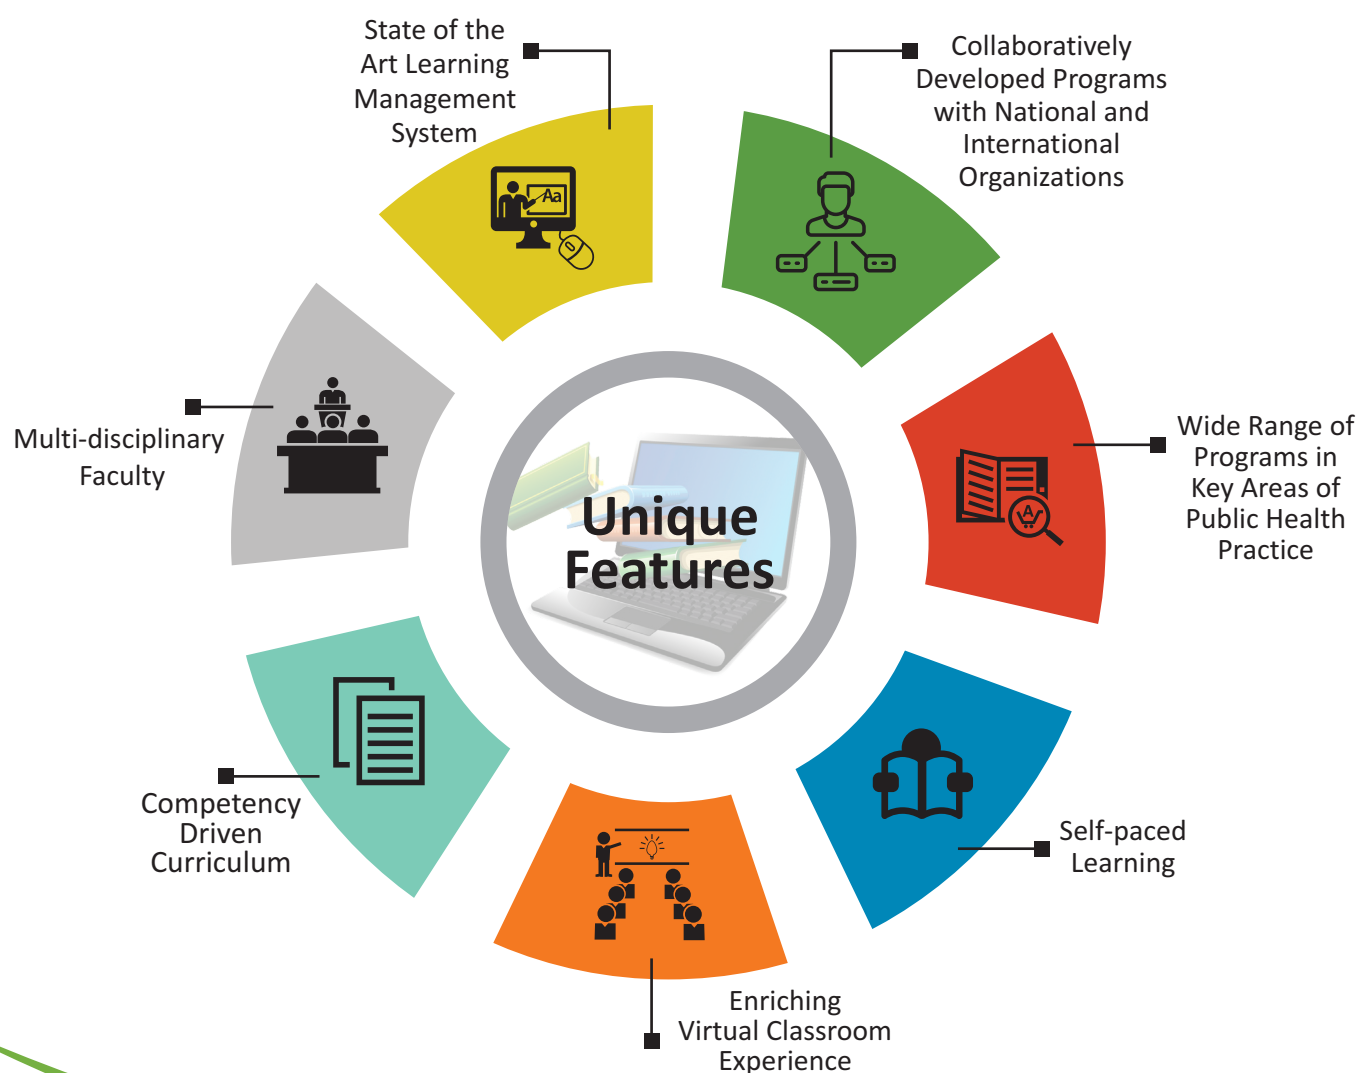 State of the
Art Learning
Management
System
Collaboratively
Developed Programs
with National and
International
Organizations
Aa
Multi-disciplinary
Faculty
Wide Range of
Programs in
Key Areas of
Public Health
Practice
A
Unique
Features
Competency
Driven
Curriculum
Self-paced
Learning
Enriching
Virtual Classroom
Experience